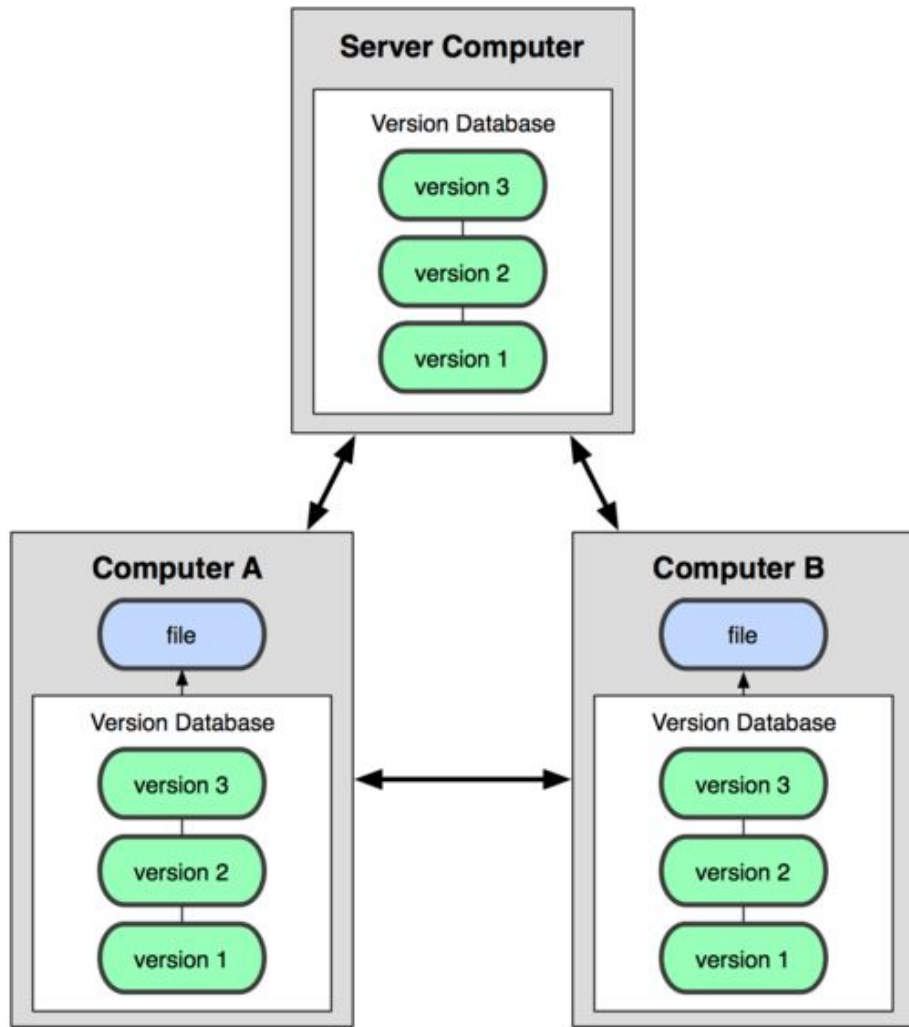 Server Computer
Version Database
version 3
version 2
version 1
Computer A
file
Version Database
version 3
version 2
version 1
Computer B
file
Version Database
version 3
version 2
version 1